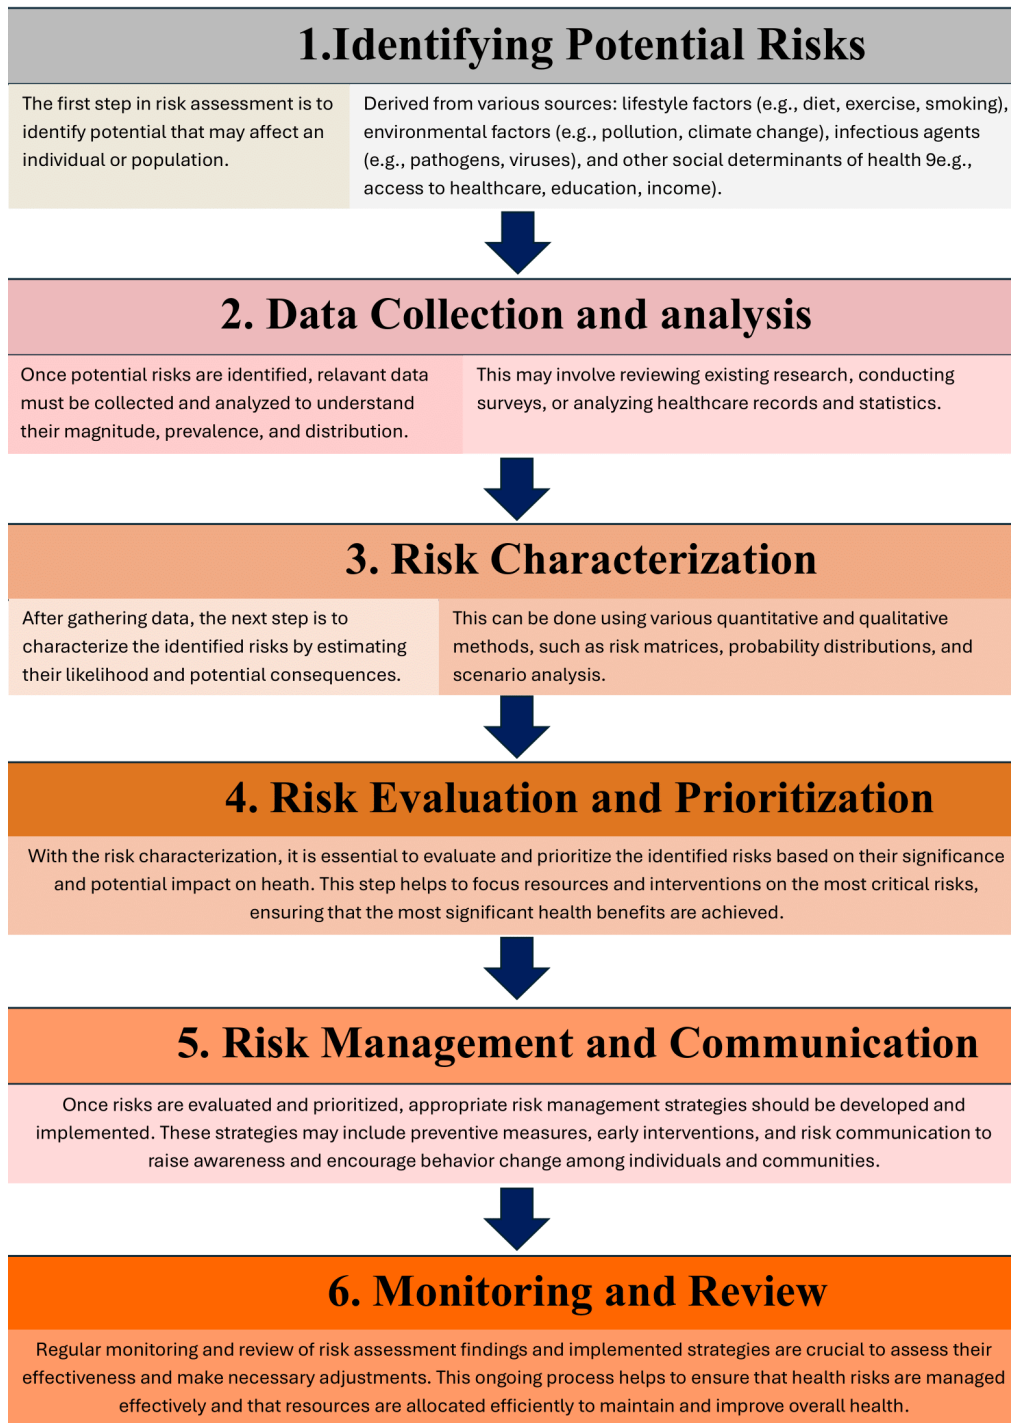 1.Identifying Potential Risks
The first step in risk assessment is to
identify potential that may affect an
individual or population.
Derived from various sources: lifestyle factors (e.g., diet, exercise, smoking),
environmental factors (e.g., pollution, climate change), infectious agents
(e.g., pathogens, viruses), and other social determinants of health 9e.g.,
access to healthcare, education, income).
2. Data Collection and analysis
Once potential risks are identified, relavant data
must be collected and analyzed to understand
their magnitude, prevalence, and distribution.
This may involve reviewing existing research, conducting
surveys, or analyzing healthcare records and statistics.
3. Risk Characterization
After gathering data, the next step is to
characterize the identified risks by estimating
their likelihood and potential consequences.
This can be done using various quantitative and qualitative
methods, such as risk matrices, probability distributions, and
scenario analysis.
4. Risk Evaluation and Prioritization
With the risk characterization, it is essential to evaluate and prioritize the identified risks based on their significance
and potential impact on heath. This step helps to focus resources and interventions on the most critical risks,
ensuring that the most significant health benefits are achieved.
5. Risk Management and Communication
Once risks are evaluated and prioritized, appropriate risk management strategies should be developed and
implemented. These strategies may include preventive measures, early interventions, and risk communication to
raise awareness and encourage behavior change among individuals and communities.
6. Monitoring and Review
Regular monitoring and review of risk assessment findings and implemented strategies are crucial to assess their
effectiveness and make necessary adjustments. This ongoing process helps to ensure that health risks are managed
effectively and that resources are allocated efficiently to maintain and improve overall health.